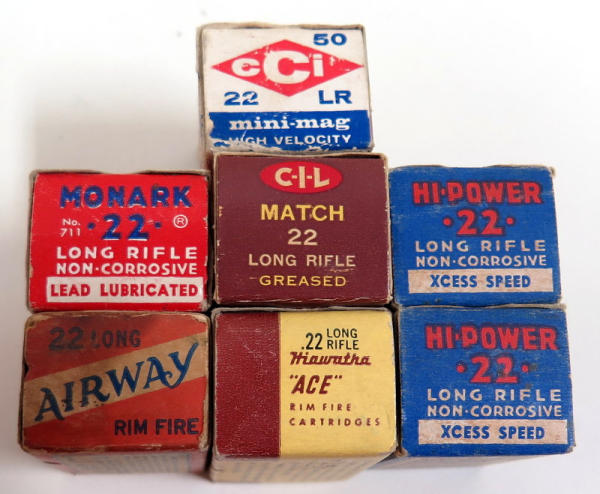 50
CCi
22 LR
mini-mag
HIGH VELOCITY
MONARK
No. 711 •22• ®
LONG RIFLE
NON-CORROSIVE
LEAD LUBRICATED
C-I-L
MATCH
22
LONG RIFLE
GREASED
HI-POWER
•22•
LONG RIFLE
NON-CORROSIVE
XCESS SPEED
22 LONG
AIRWAY
RIM FIRE
.22 LONG RIFLE
Hiawatha
"ACE"
RIM FIRE
CARTRIDGES
HI-POWER
•22•
LONG RIFLE
NON-CORROSIVE
XCESS SPEED